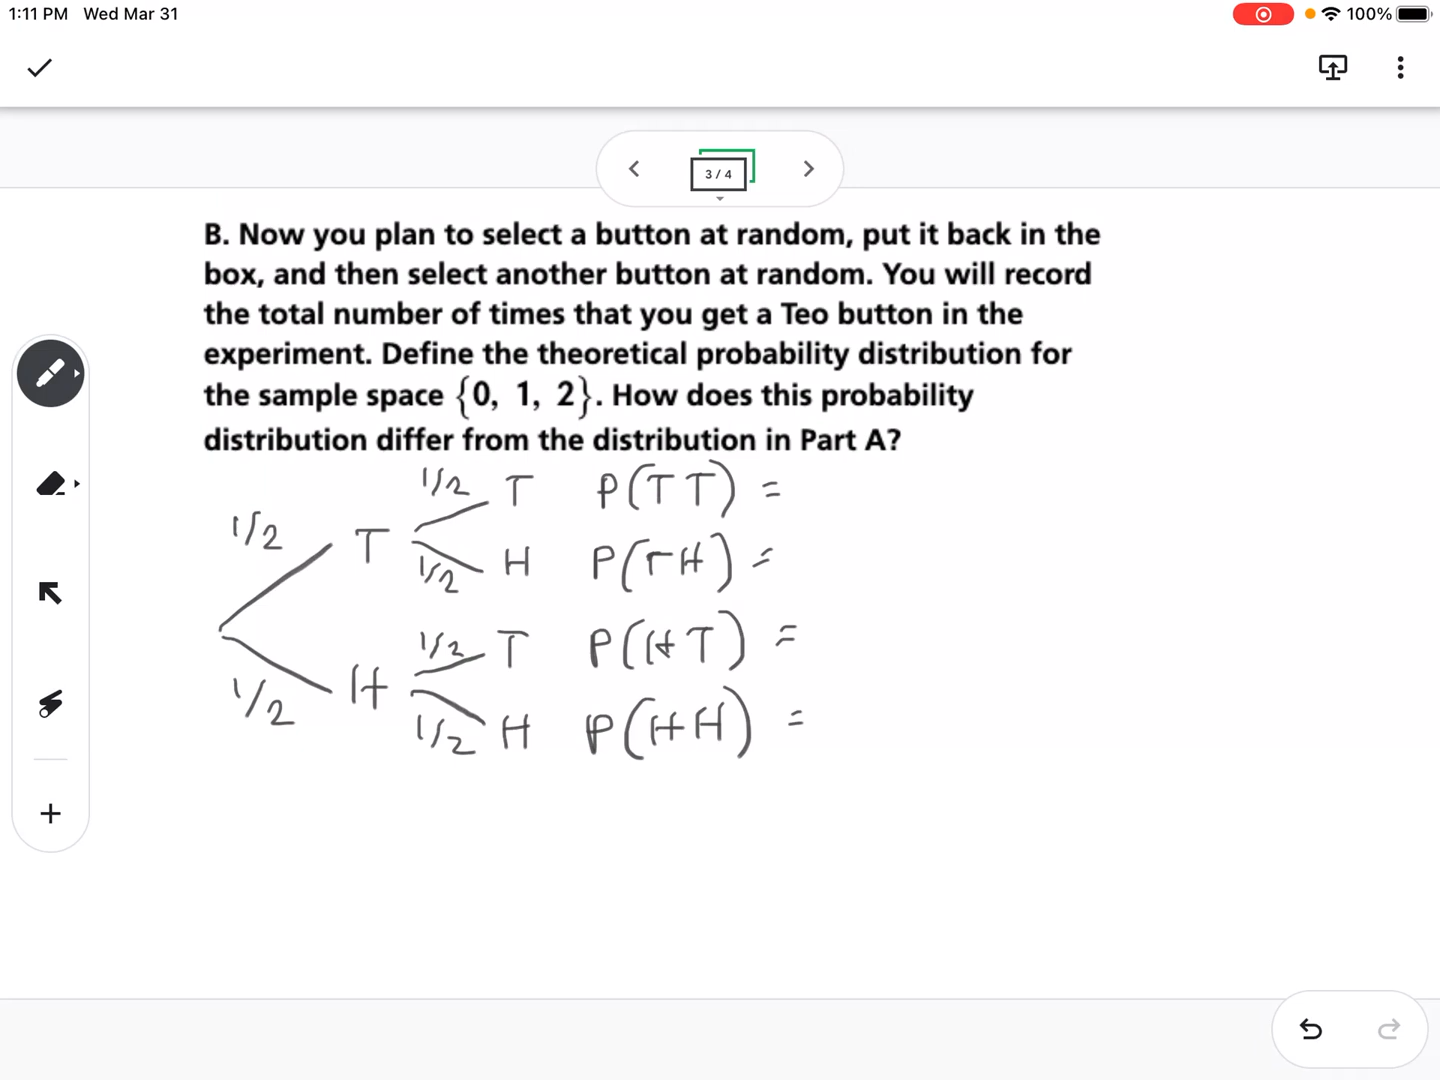 1:11 PM Wed Mar 31 100%
3 / 4
B. Now you plan to select a button at random, put it back in the
box, and then select another button at random. You will record
the total number of times that you get a Teo button in the
experiment. Define the theoretical probability distribution for
the sample space {0, 1, 2}. How does this probability
distribution differ from the distribution in Part A?
1/2 T P(TT) =
1/2 T
1/2 H P(TH) =
1/2 T P(HT) =
1/2 H
1/2 H P(HH) =